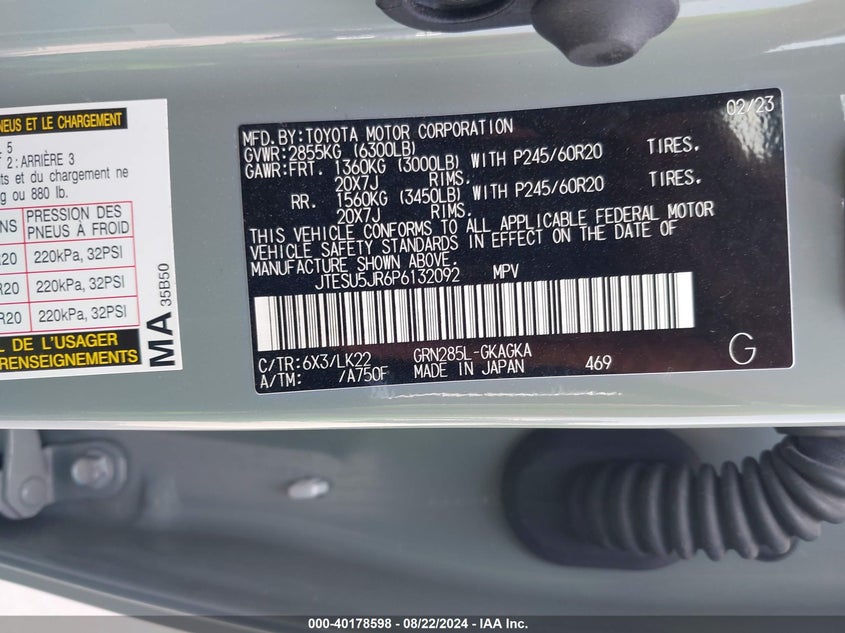 NEUS ET LE CHARGEMENT
5
2 : ARRIÈRE 3
et du chargement ne
ou 880 lb.
PRESSION DES
PNEUS À FROID
220kPa, 32PSI
220kPa, 32PSI
R20 220kPa, 32PSI
L DE L'USAGER
RENSEIGNEMENTS
MA 35B50
02/23
MFD.BY:TOYOTA MOTOR CORPORATION
GVWR:2855KG (6300LB)
GAWR:FRT. 1360KG (3000LB) WITH P245/60R20 TIRES.
20X7J RIMS.
RR. 1560KG (3450LB) WITH P245/60R20 TIRES.
20X7J RIMS.
THIS VEHICLE CONFORMS TO ALL APPLICABLE FEDERAL MOTOR
VEHICLE SAFETY STANDARDS IN EFFECT ON THE DATE OF
MANUFACTURE SHOWN ABOVE.
JTESU5JR6P6132092 MPV
C/TR:6X3/LK22 GRN285L-GKAGKA
A/TM: /A750F MADE IN JAPAN 469
G
000-40178598 - 08/22/2024 - IAA Inc.